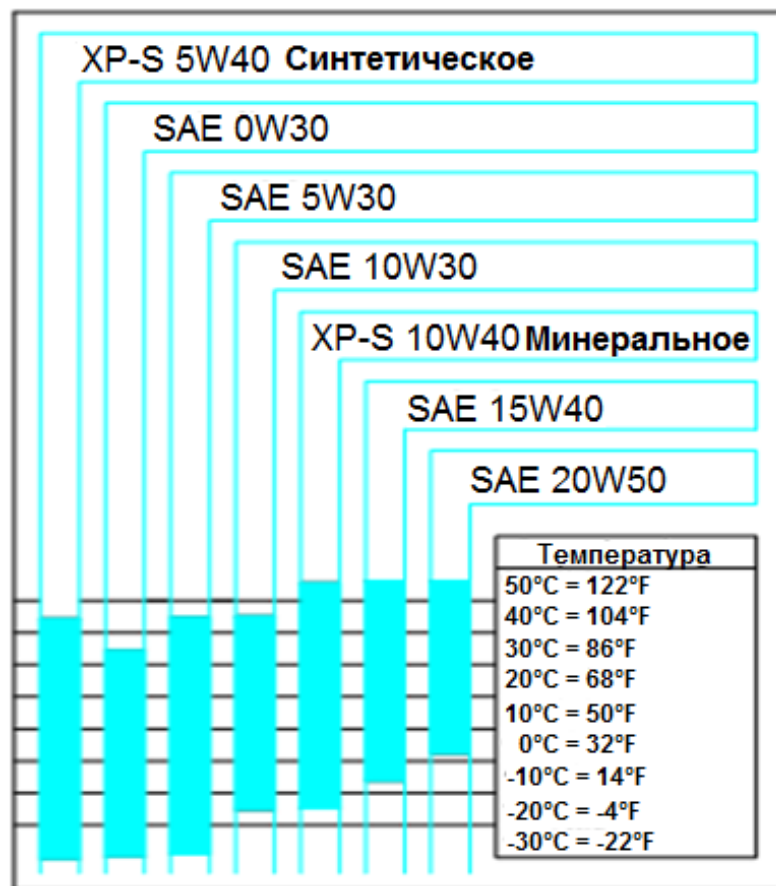 XP-S 5W40 Синтетическое
SAE 0W30
SAE 5W30
SAE 10W30
XP-S 10W40 Минеральное
SAE 15W40
SAE 20W50
Температура
50°C = 122°F
40°C = 104°F
30°C = 86°F
20°C = 68°F
10°C = 50°F
0°C = 32°F
-10°C = 14°F
-20°C = -4°F
-30°C = -22°F